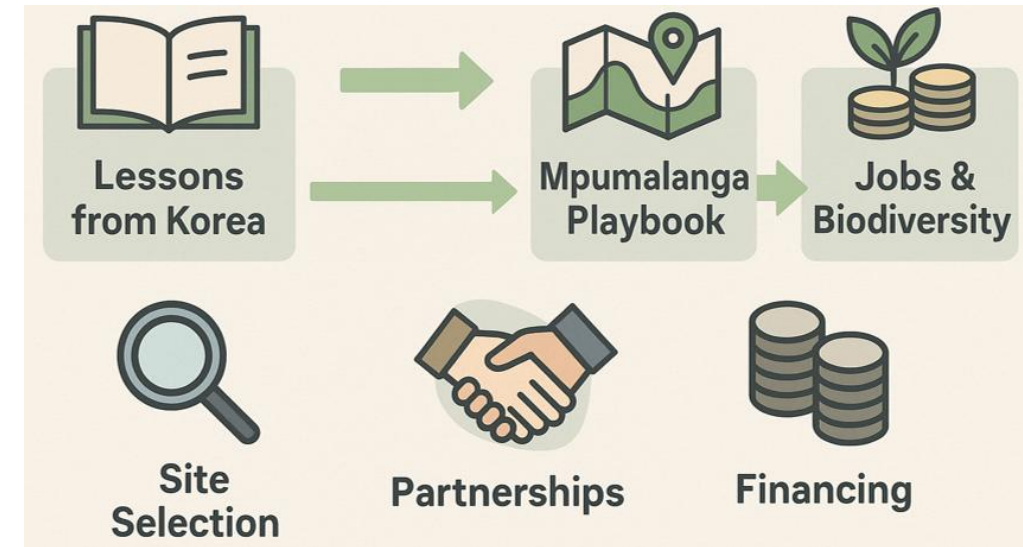 Lessons
from Korea
Mpumalanga
Playbook
Jobs &
Biodiversity
Site
Selection
Partnerships
Financing